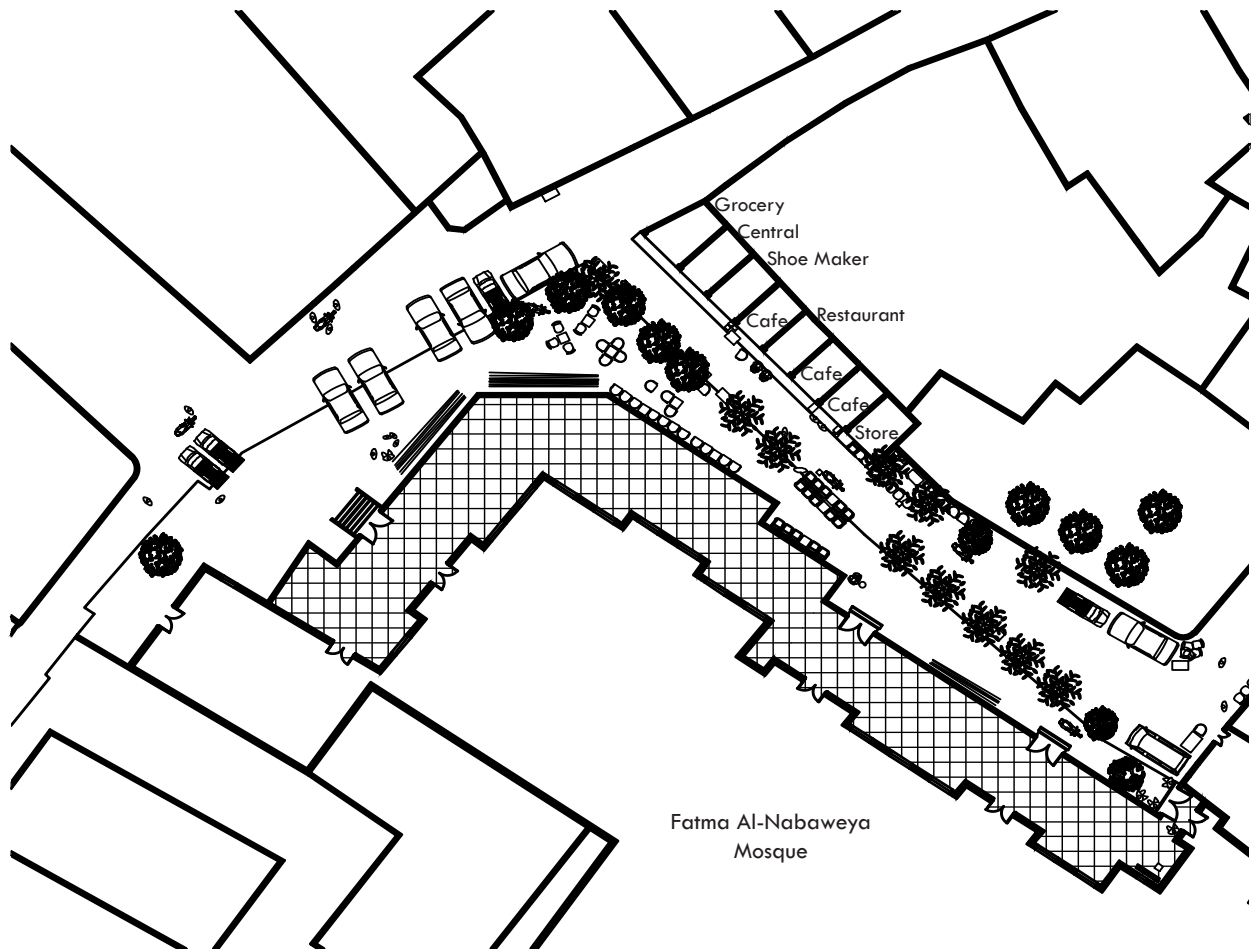 Grocery
Central
Shoe Maker
Restaurant
Cafe
Cafe
Cafe
Store
Fatma Al-Nabaweya
Mosque